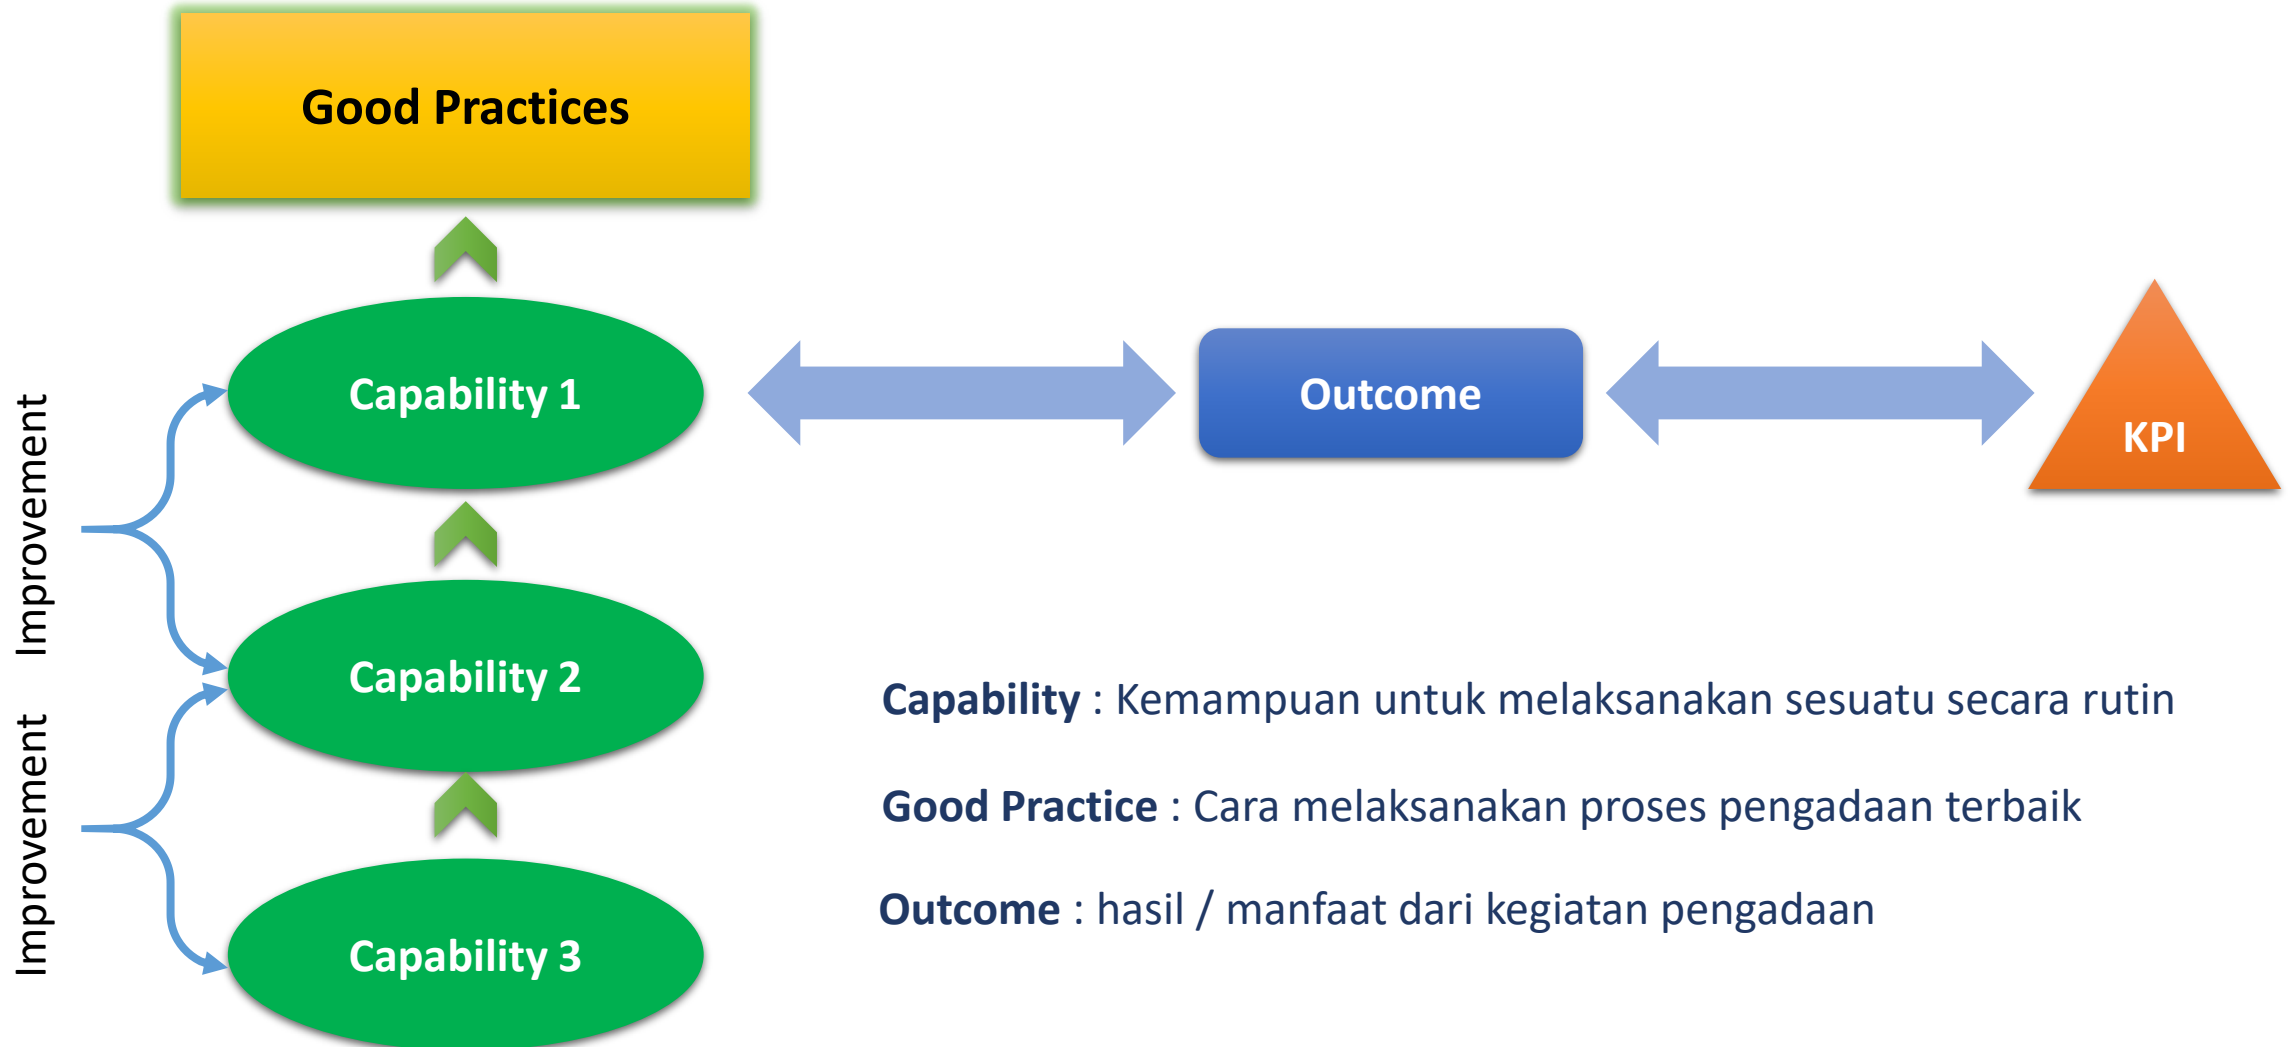 Good Practices
Capability 1
Outcome
KPI
Improvement
Capability 2
Capability : Kemampuan untuk melaksanakan sesuatu secara rutin
Good Practice : Cara melaksanakan proses pengadaan terbaik
Improvement
Outcome : hasil / manfaat dari kegiatan pengadaan
Capability 3